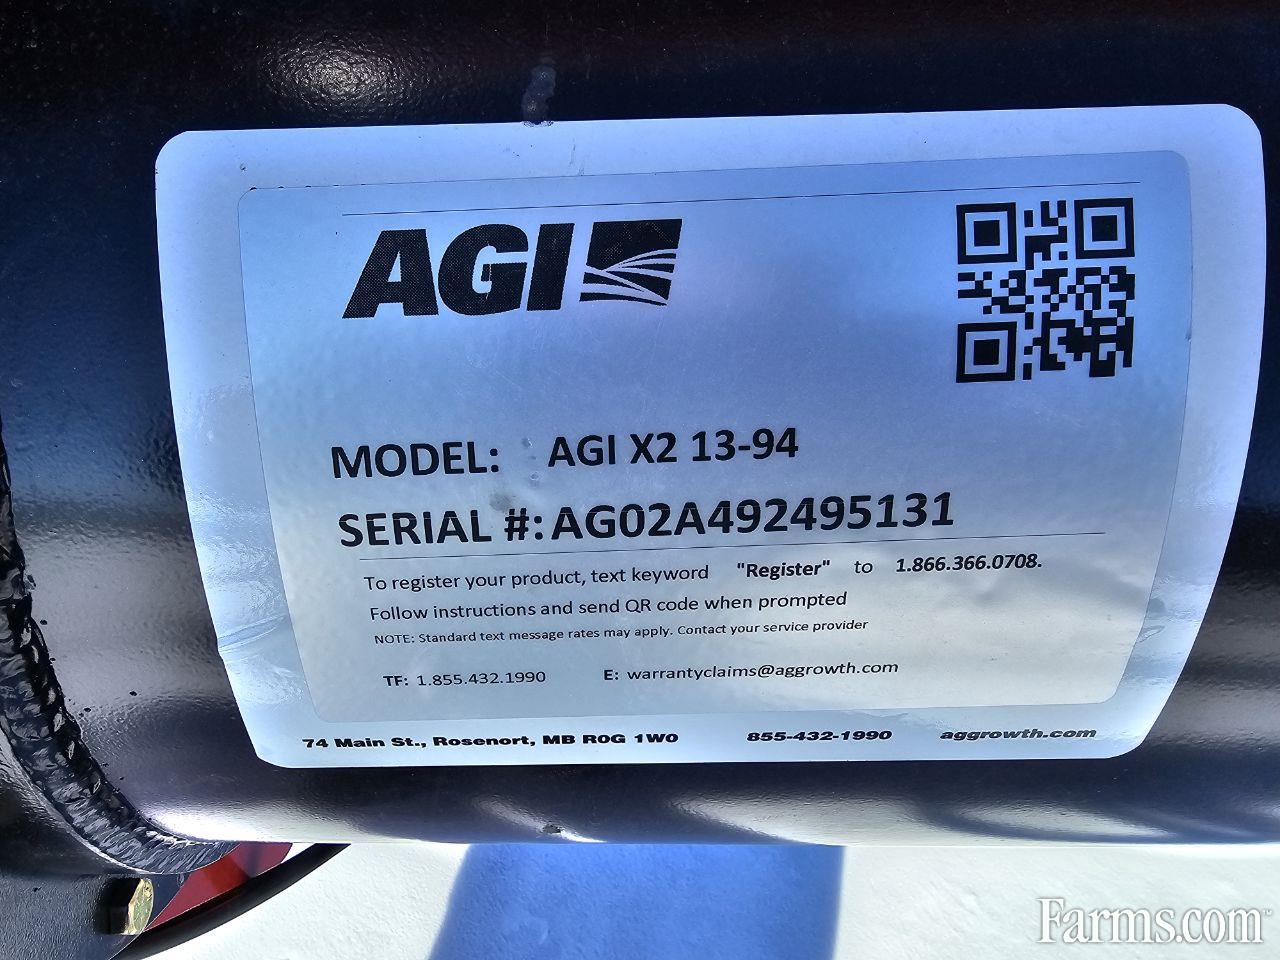 AGI
MODEL: AGI X2 13-94
SERIAL #: AG02A492495131
To register your product, text keyword "Register" to 1.866.366.0708.
Follow instructions and send QR code when prompted
NOTE: Standard text message rates may apply. Contact your service provider
TF: 1.855.432.1990 E: warrantyclaims@aggrowth.com
74 Main St., Rosenort, MB R0G 1W0 855-432-1990 aggrowth.com
Farms.com